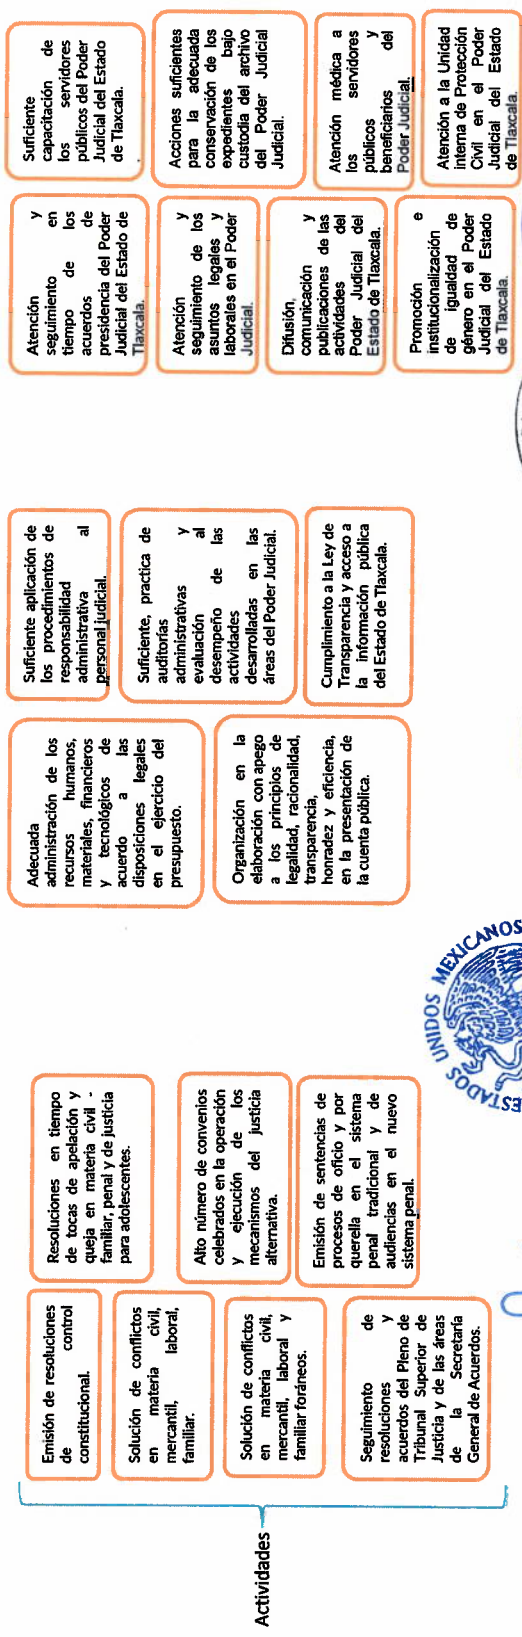 Actividades
Emisión de resoluciones
de control
constitucional.
Solución de conflictos
en materia civil,
mercantil, laboral,
familiar.
Solución de conflictos
en materia civil,
mercantil, laboral y
familiar foráneos.
Seguimiento de
resoluciones y
acuerdos del Pleno de
Tribunal Superior de
Justicia y de las áreas
de la Secretaría
General de Acuerdos.
Resoluciones en tiempo
de tocas de apelación y
queja en materia civil -
familiar, penal y de justicia
para adolescentes.
Alto número de convenios
celebrados en la operación
y ejecución de los
mecanismos del justicia
alternativa.
Emisión de sentencias de
procesos de oficio y por
querella en el sistema
penal tradicional y de
audiencias en el nuevo
sistema penal.
Adecuada
administración de los
recursos humanos,
materiales, financieros
y tecnológicos de
acuerdo a las
disposiciones legales
en el ejercicio del
presupuesto.
Organización en la
elaboración con apego
a los principios de
legalidad, racionalidad,
transparencia,
honradez y eficiencia,
en la presentación de
la cuenta pública.
Suficiente aplicación de
los procedimientos de
responsabilidad
administrativa al
personal judicial.
Suficiente, practica de
auditorías
administrativas y
evaluación al
desempeño de las
actividades
desarrolladas en las
áreas del Poder Judicial.
Cumplimiento a la Ley de
Transparencia y acceso a
la información pública
del Estado de Tlaxcala.
Atención y
seguimiento en
tiempo de los
acuerdos de
presidencia del Poder
Judicial del Estado de
Tlaxcala.
Atención y
seguimiento de los
asuntos legales y
laborales en el Poder
Judicial.
Difusión,
comunicación y
publicaciones de las
actividades del
Poder Judicial del
Estado de Tlaxcala.
Promoción e
institucionalización
de igualdad de
género en el Poder
Judicial del Estado
de Tlaxcala.
Suficiente
capacitación de
los servidores
públicos del Poder
Judicial del Estado
de Tlaxcala.
.
Acciones suficientes
para la adecuada
conservación de los
expedientes bajo
custodia del archivo
del Poder Judicial
Judicial.
Atención médica a
los servidores
públicos y
beneficiarios del
Poder Judicial.
Atención a la Unidad
interna de Protección
Civil en el Poder
Judicial del Estado
de Tlaxcala.
ESTADOS UNIDOS MEXICANOS